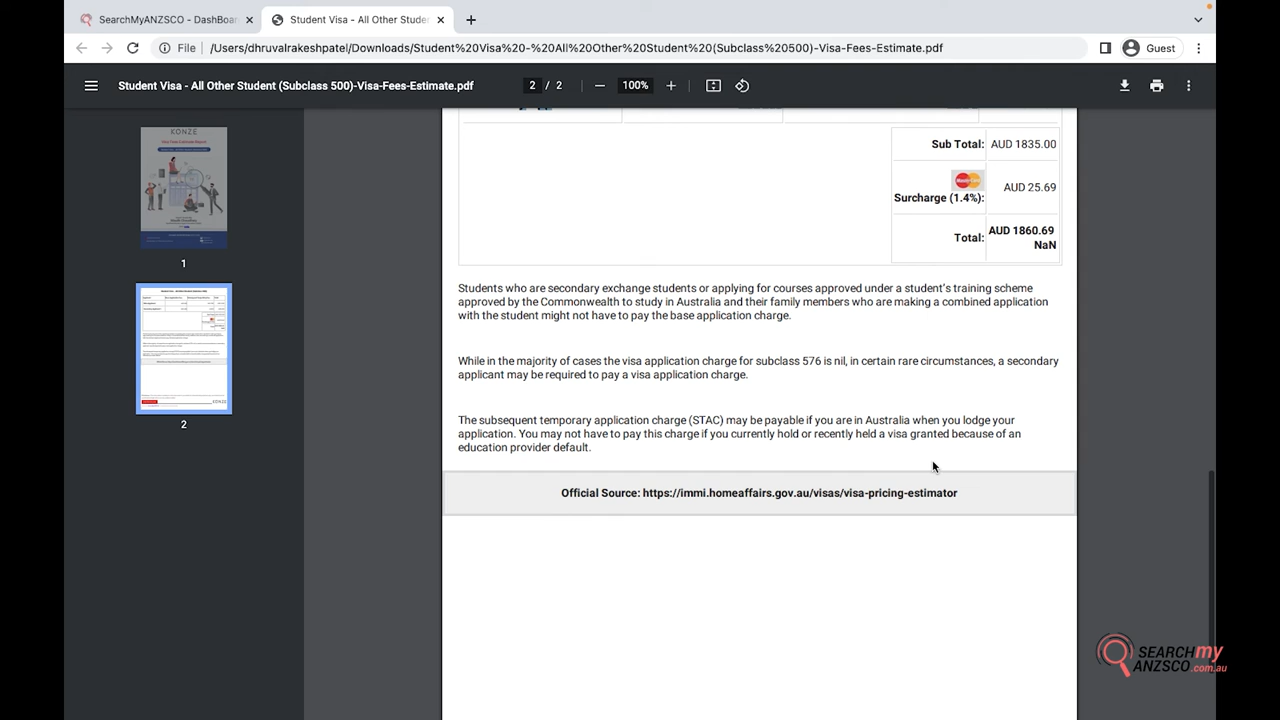 SearchMyANZSCO - DashBoar
Student Visa - All Other Stude
File
/Users/dhruvalrakeshpatel/Downloads/Student%20Visa%20-%20All%20Other%20Student%20(Subclass%20500)-Visa-Fees-Estimate.pdf
Guest
Student Visa - All Other Student (Subclass 500)-Visa-Fees-Estimate.pdf
2 / 2
100%
KONZE
1
2
Sub Total: AUD 1835.00
Surcharge (1.4%): AUD 25.69
Total: AUD 1860.69
NaN
Students who are secondary exchange students or applying for courses approved under a student's training scheme
approved by the Commonwealth to study in Australia and their family members who are making a combined application
with the student might not have to pay the base application charge.
While in the majority of cases the visa application charge for subclass 576 is nil, in certain rare circumstances, a secondary
applicant may be required to pay a visa application charge.
The subsequent temporary application charge (STAC) may be payable if you are in Australia when you lodge your
application. You may not have to pay this charge if you currently hold or recently held a visa granted because of an
education provider default.
Official Source: https://immi.homeaffairs.gov.au/visas/visa-pricing-estimator
SEARCHmy
ANZSCO.com.au